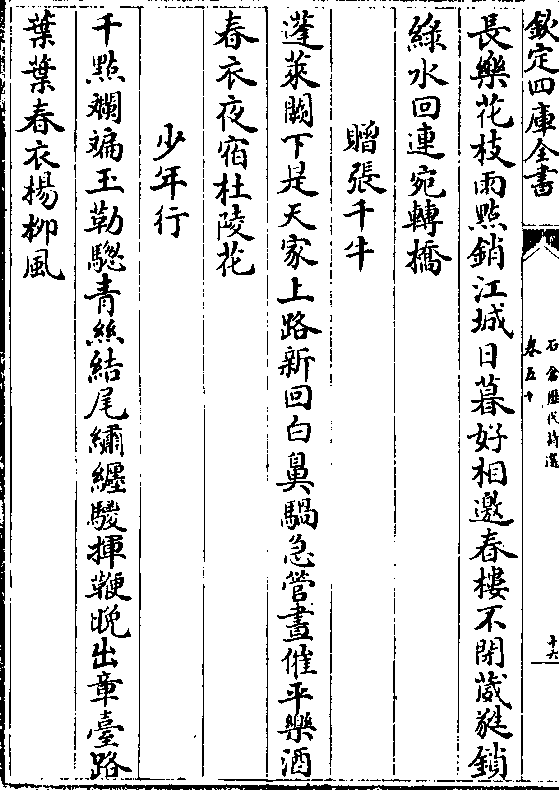 欽定四庫全書
石倉歷代詩選
卷五十
十六
長樂花枝雨點銷江城日暮好相邀春樓不閉葳蕤鎖
綠水回連宛轉橋
贈張千牛
蓬萊闕下是天家上路新回白鼻騧急管晝催平樂酒
春衣夜宿杜陵花
少年行
千點斓斒玉勒騘青絲結尾繡纏騣揮鞭晚出章臺路
葉葉春衣楊柳風